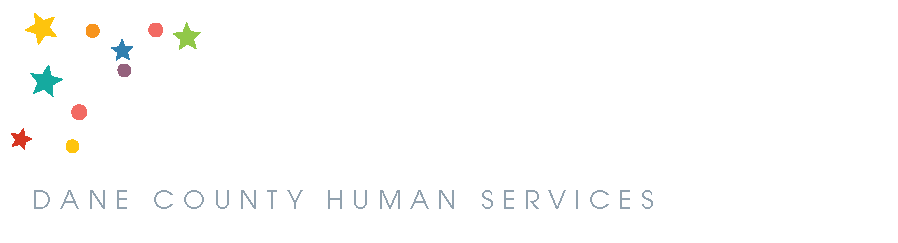 DANE COUNTY HUMAN SERVICES